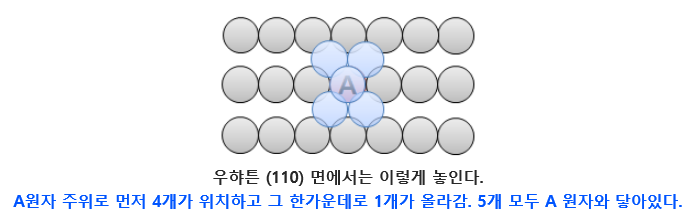 A
우하튼 (110) 면에서는 이렇게 놓인다.
A원자 주위로 먼저 4개가 위치하고 그 한가운데로 1개가 올라감. 5개 모두 A 원자와 닿아있다.